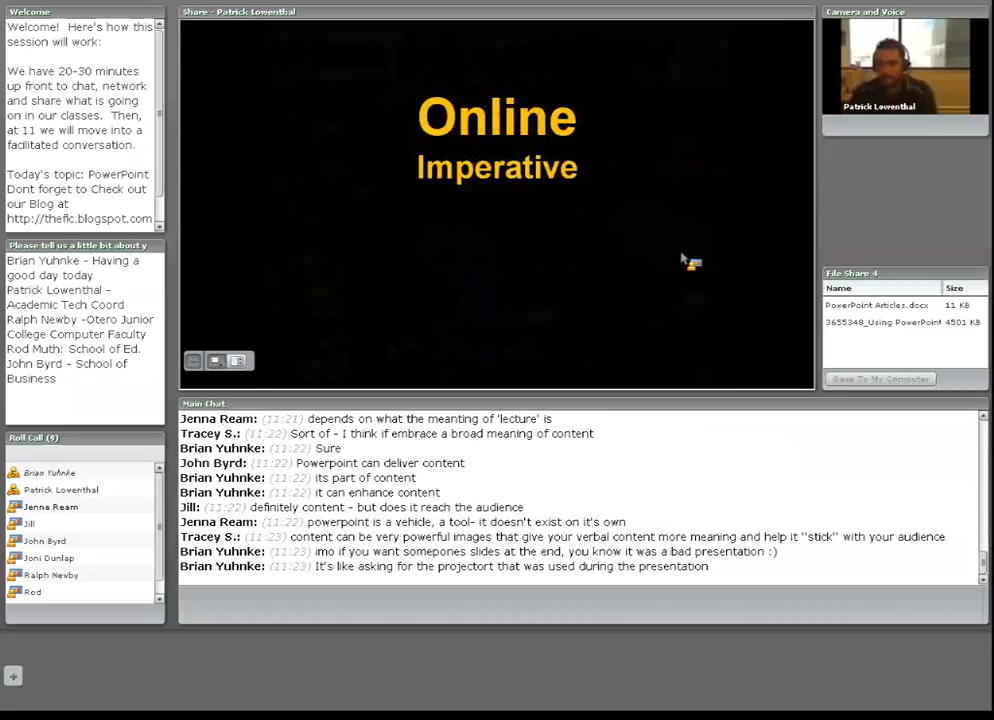 Welcome
Welcome!  Here's how this
session will work:
We have 20-30 minutes
up front to chat, network
and share what is going
on in our classes.  Then,
at 11 we will move into a
facilitated conversation.
Today's topic: PowerPoint
Dont forget to Check out
our Blog at
http://theflc.blogspot.com
Please tell us a little bit about y
Brian Yuhnke - Having a
good day today
Patrick Lowenthal -
Academic Tech Coord
Ralph Newby -Otero Junior
College Computer Faculty
Rod Muth: School of Ed.
John Byrd - School of
Business
Roll Call (9)
Brian Yuhnke
Patrick Lowenthal
Jenna Ream
Jill
John Byrd
Joni Dunlap
Ralph Newby
Rod
Share - Patrick Lowenthal
Online
Imperative
Main Chat
Jenna Ream: (11:21) depends on what the meaning of 'lecture' is
Tracey S.: (11:22) Sort of - I think if embrace a broad meaning of content
Brian Yuhnke: (11:22) Sure
John Byrd: (11:22) Powerpoint can deliver content
Brian Yuhnke: (11:22) its part of content
Brian Yuhnke: (11:22) it can enhance content
Jill: (11:22) definitely content - but does it reach the audience
Jenna Ream: (11:22) powerpoint is a vehicle, a tool- it doesn't exist on it's own
Tracey S.: (11:23) content can be very powerful images that give your verbal content more meaning and help it "stick" with your audience
Brian Yuhnke: (11:23) imo if you want somepones slides at the end, you know it was a bad presentation :)
Brian Yuhnke: (11:23) It's like asking for the projectort that was used during the presentation
Camera and Voice
Patrick Lowenthal
File Share 4
Name Size
PowerPoint Articles.docx 11 KB
3655348_Using PowerPoint 4501 KB
Save To My Computer